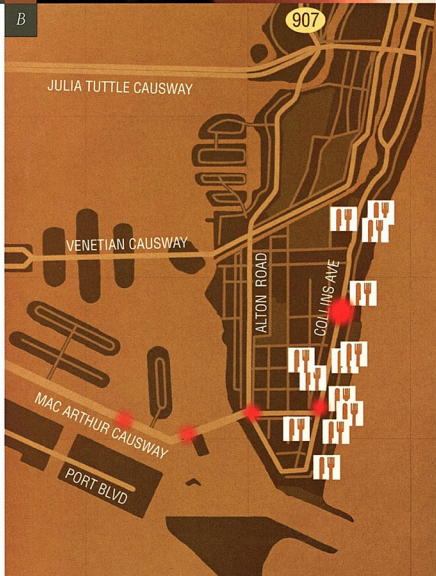 B
907
JULIA TUTTLE CAUSWAY
VENETIAN CAUSWAY
ALTON ROAD
COLLINS AVE
MAC ARTHUR CAUSWAY
PORT BLVD